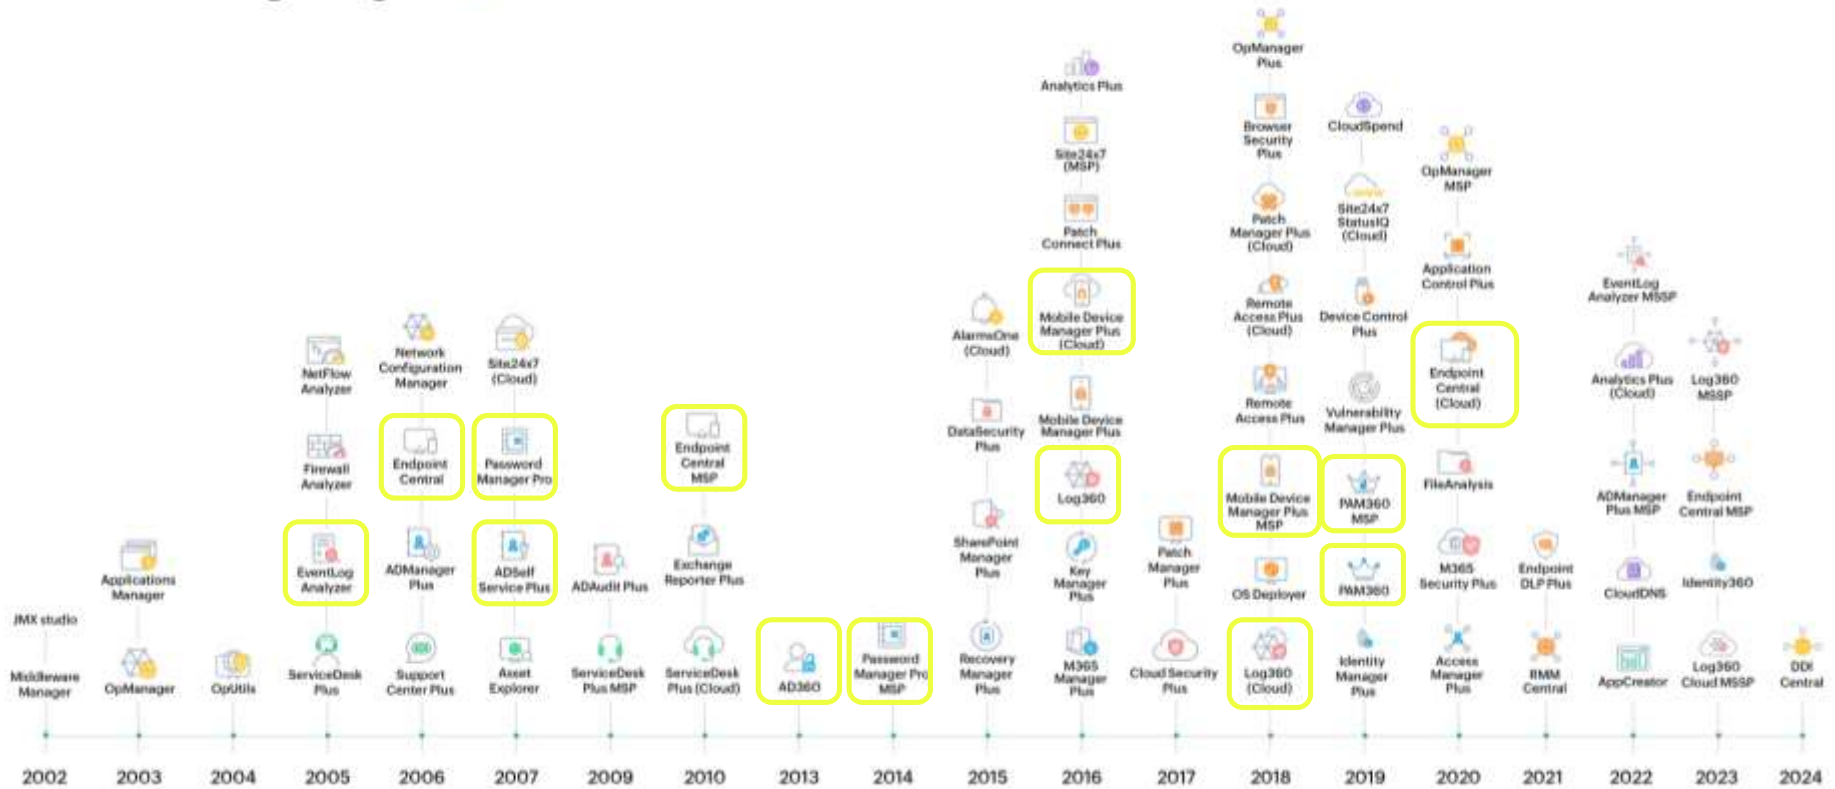 JMX studio
Middleware
Manager
2002
Applications
Manager
OpManager
2003
OpUtils
2004
NetFlow
Analyzer
Firewall
Analyzer
EventLog
Analyzer
ServiceDesk
Plus
2005
Network
Configuration
Manager
Endpoint
Central
ADManager
Plus
Support
Center Plus
2006
Site24x7
(Cloud)
Password
Manager Pro
ADSelf
Service Plus
Asset
Explorer
2007
ADAudit Plus
ServiceDesk
Plus MSP
2009
Endpoint
Central
MSP
Exchange
Reporter Plus
ServiceDesk
Plus (Cloud)
2010
AD360
2013
Password
Manager Pro
MSP
2014
AlarmsOne
(Cloud)
DataSecurity
Plus
SharePoint
Manager
Plus
Recovery
Manager
Plus
2015
Analytics Plus
Site24x7
(MSP)
Patch
Connect Plus
Mobile Device
Manager Plus
(Cloud)
Mobile Device
Manager Plus
Log360
Key
Manager
Plus
M365
Manager
Plus
2016
Patch
Manager
Plus
Cloud Security
Plus
2017
OpManager
Plus
Browser
Security
Plus
Patch
Manager Plus
(Cloud)
Remote
Access Plus
(Cloud)
Remote
Access Plus
Mobile Device
Manager Plus
MSP
OS Deployer
Log360
(Cloud)
2018
CloudSpend
Site24x7
StatusIQ
(Cloud)
Device Control
Plus
Vulnerability
Manager Plus
PAM360
MSP
PAM360
Identity
Manager
Plus
2019
OpManager
MSP
Application
Control Plus
Endpoint
Central
(Cloud)
FileAnalysis
M365
Security Plus
Access
Manager
Plus
2020
Endpoint
DLP Plus
RMM
Central
2021
EventLog
Analyzer MSSP
Analytics Plus
(Cloud)
ADManager
Plus MSP
CloudDNS
AppCreator
2022
Log360
MSSP
Endpoint
Central MSP
Identity360
Log360
Cloud MSSP
2023
DDI
Central
2024